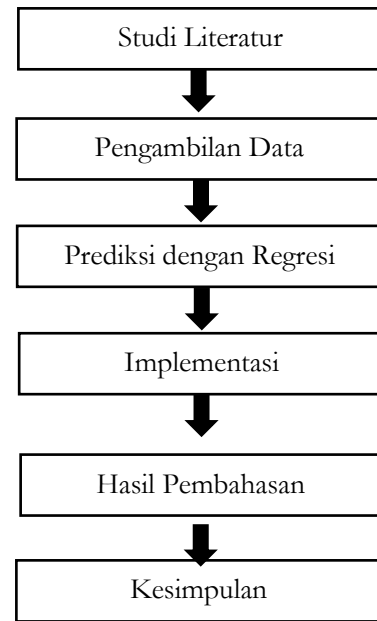 Studi Literatur
Pengambilan Data
Prediksi dengan Regresi
Implementasi
Hasil Pembahasan
Kesimpulan